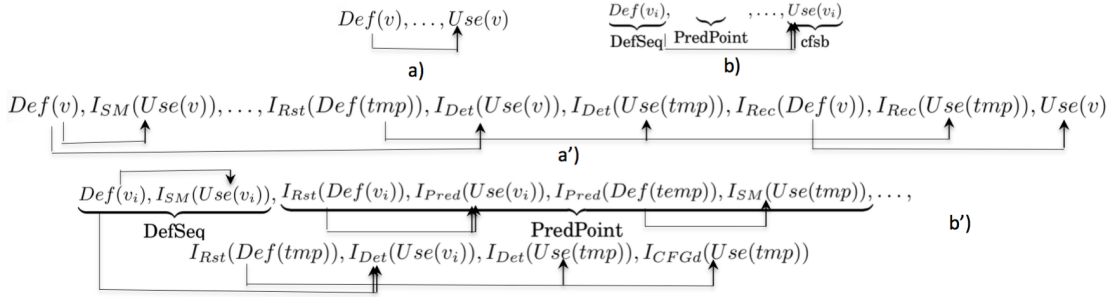 Def(v), . . . , Use(v)
Def(v_i), , . . . , Use(v_i)
DefSeq PredPoint cfsb
a) b)
Def(v), I_SM(Use(v)), . . . , I_Rst(Def(tmp)), I_Det(Use(v)), I_Det(Use(tmp)), I_Rec(Def(v)), I_Rec(Use(tmp)), Use(v)
a')
Def(v_i), I_SM(Use(v_i)), I_Rst(Def(v_i)), I_Pred(Use(v_i)), I_Pred(Def(temp)), I_SM(Use(tmp)), . . . ,
DefSeq PredPoint b')
I_Rst(Def(tmp)), I_Det(Use(v_i)), I_Det(Use(tmp)), I_CFGd(Use(tmp))